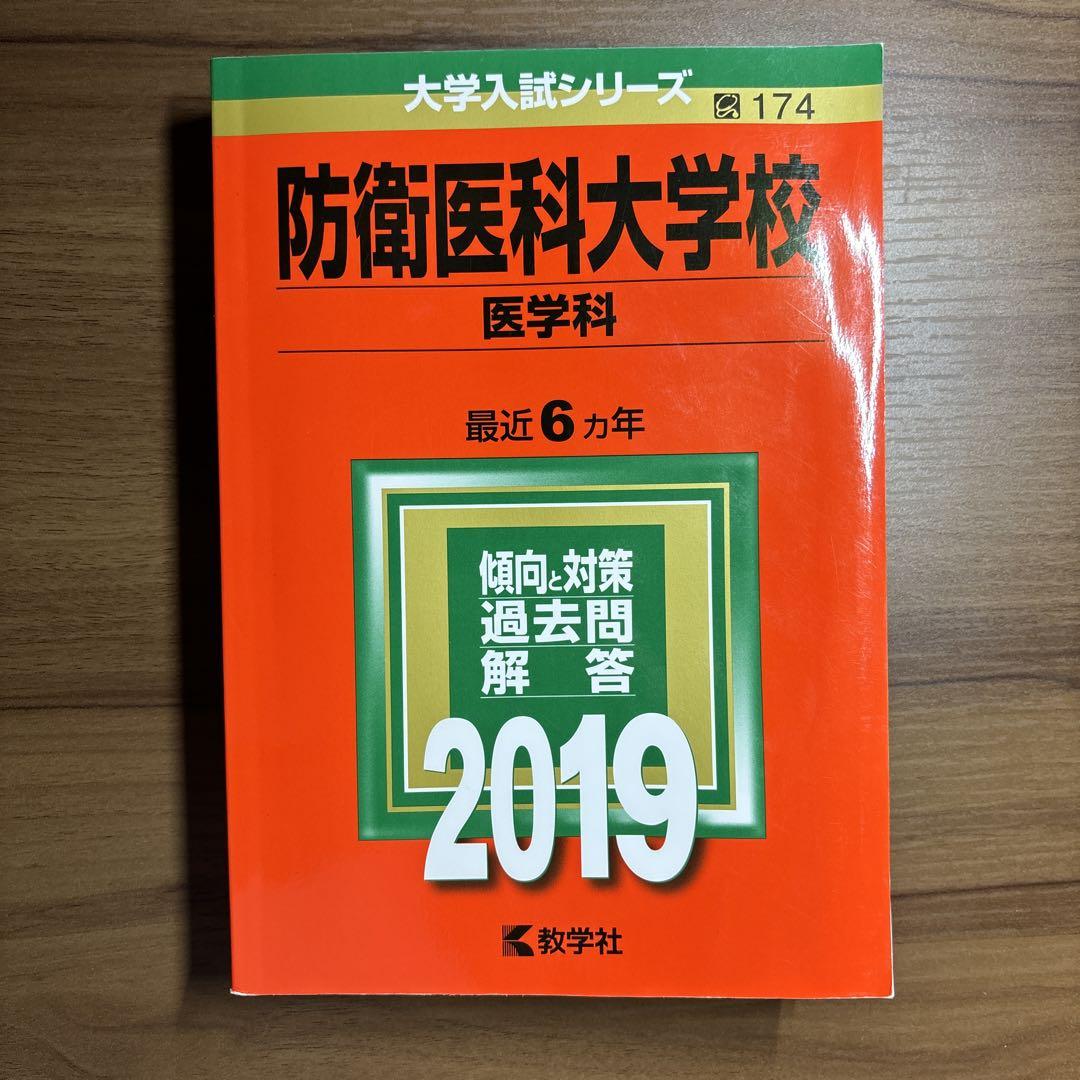 大学入試シリーズ
174
防衛医科大学校
医学科
最近6ヵ年
傾向と対策
過去問
解答
2019
教学社